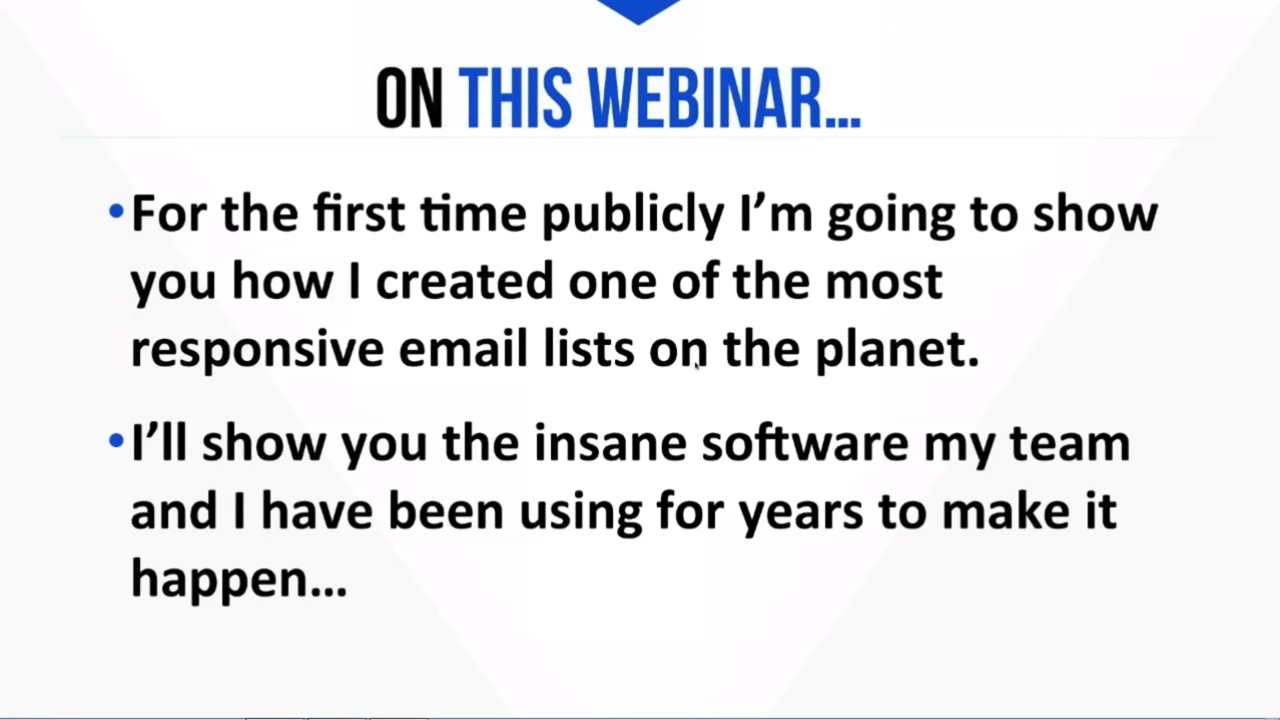 ON THIS WEBINAR...
•For the first time publicly I’m going to show
you how I created one of the most
responsive email lists on the planet.
•I’ll show you the insane software my team
and I have been using for years to make it
happen...